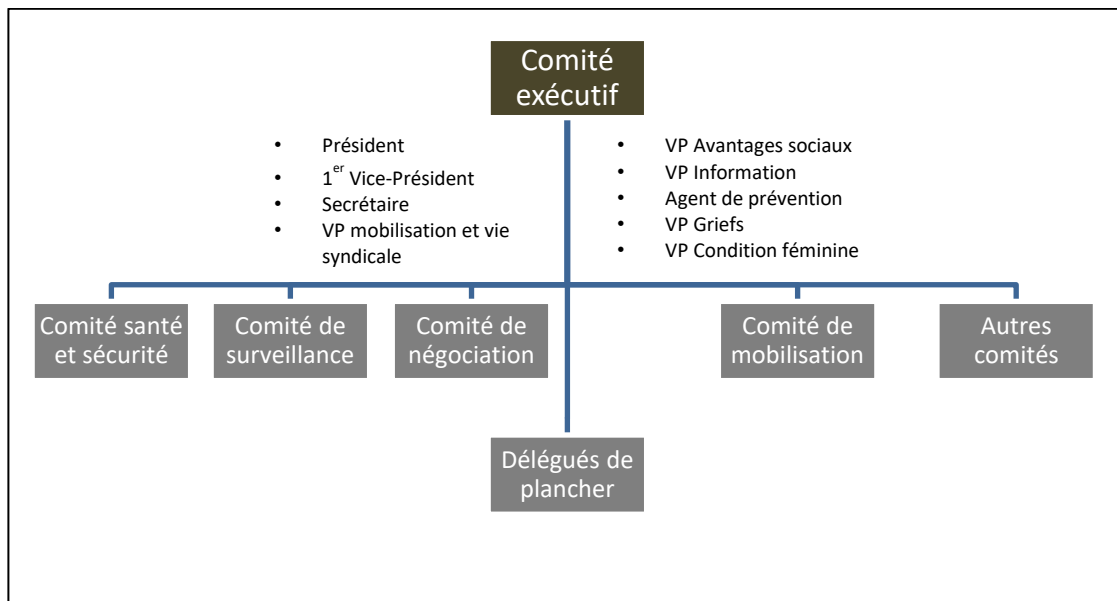 Comité
exécutif
• Président
• 1er Vice-Président
• Secrétaire
• VP mobilisation et vie
syndicale
• VP Avantages sociaux
• VP Information
• Agent de prévention
• VP Griefs
• VP Condition féminine
Comité santé
et sécurité
Comité de
surveillance
Comité de
négociation
Comité de
mobilisation
Autres
comités
Délégués de
plancher